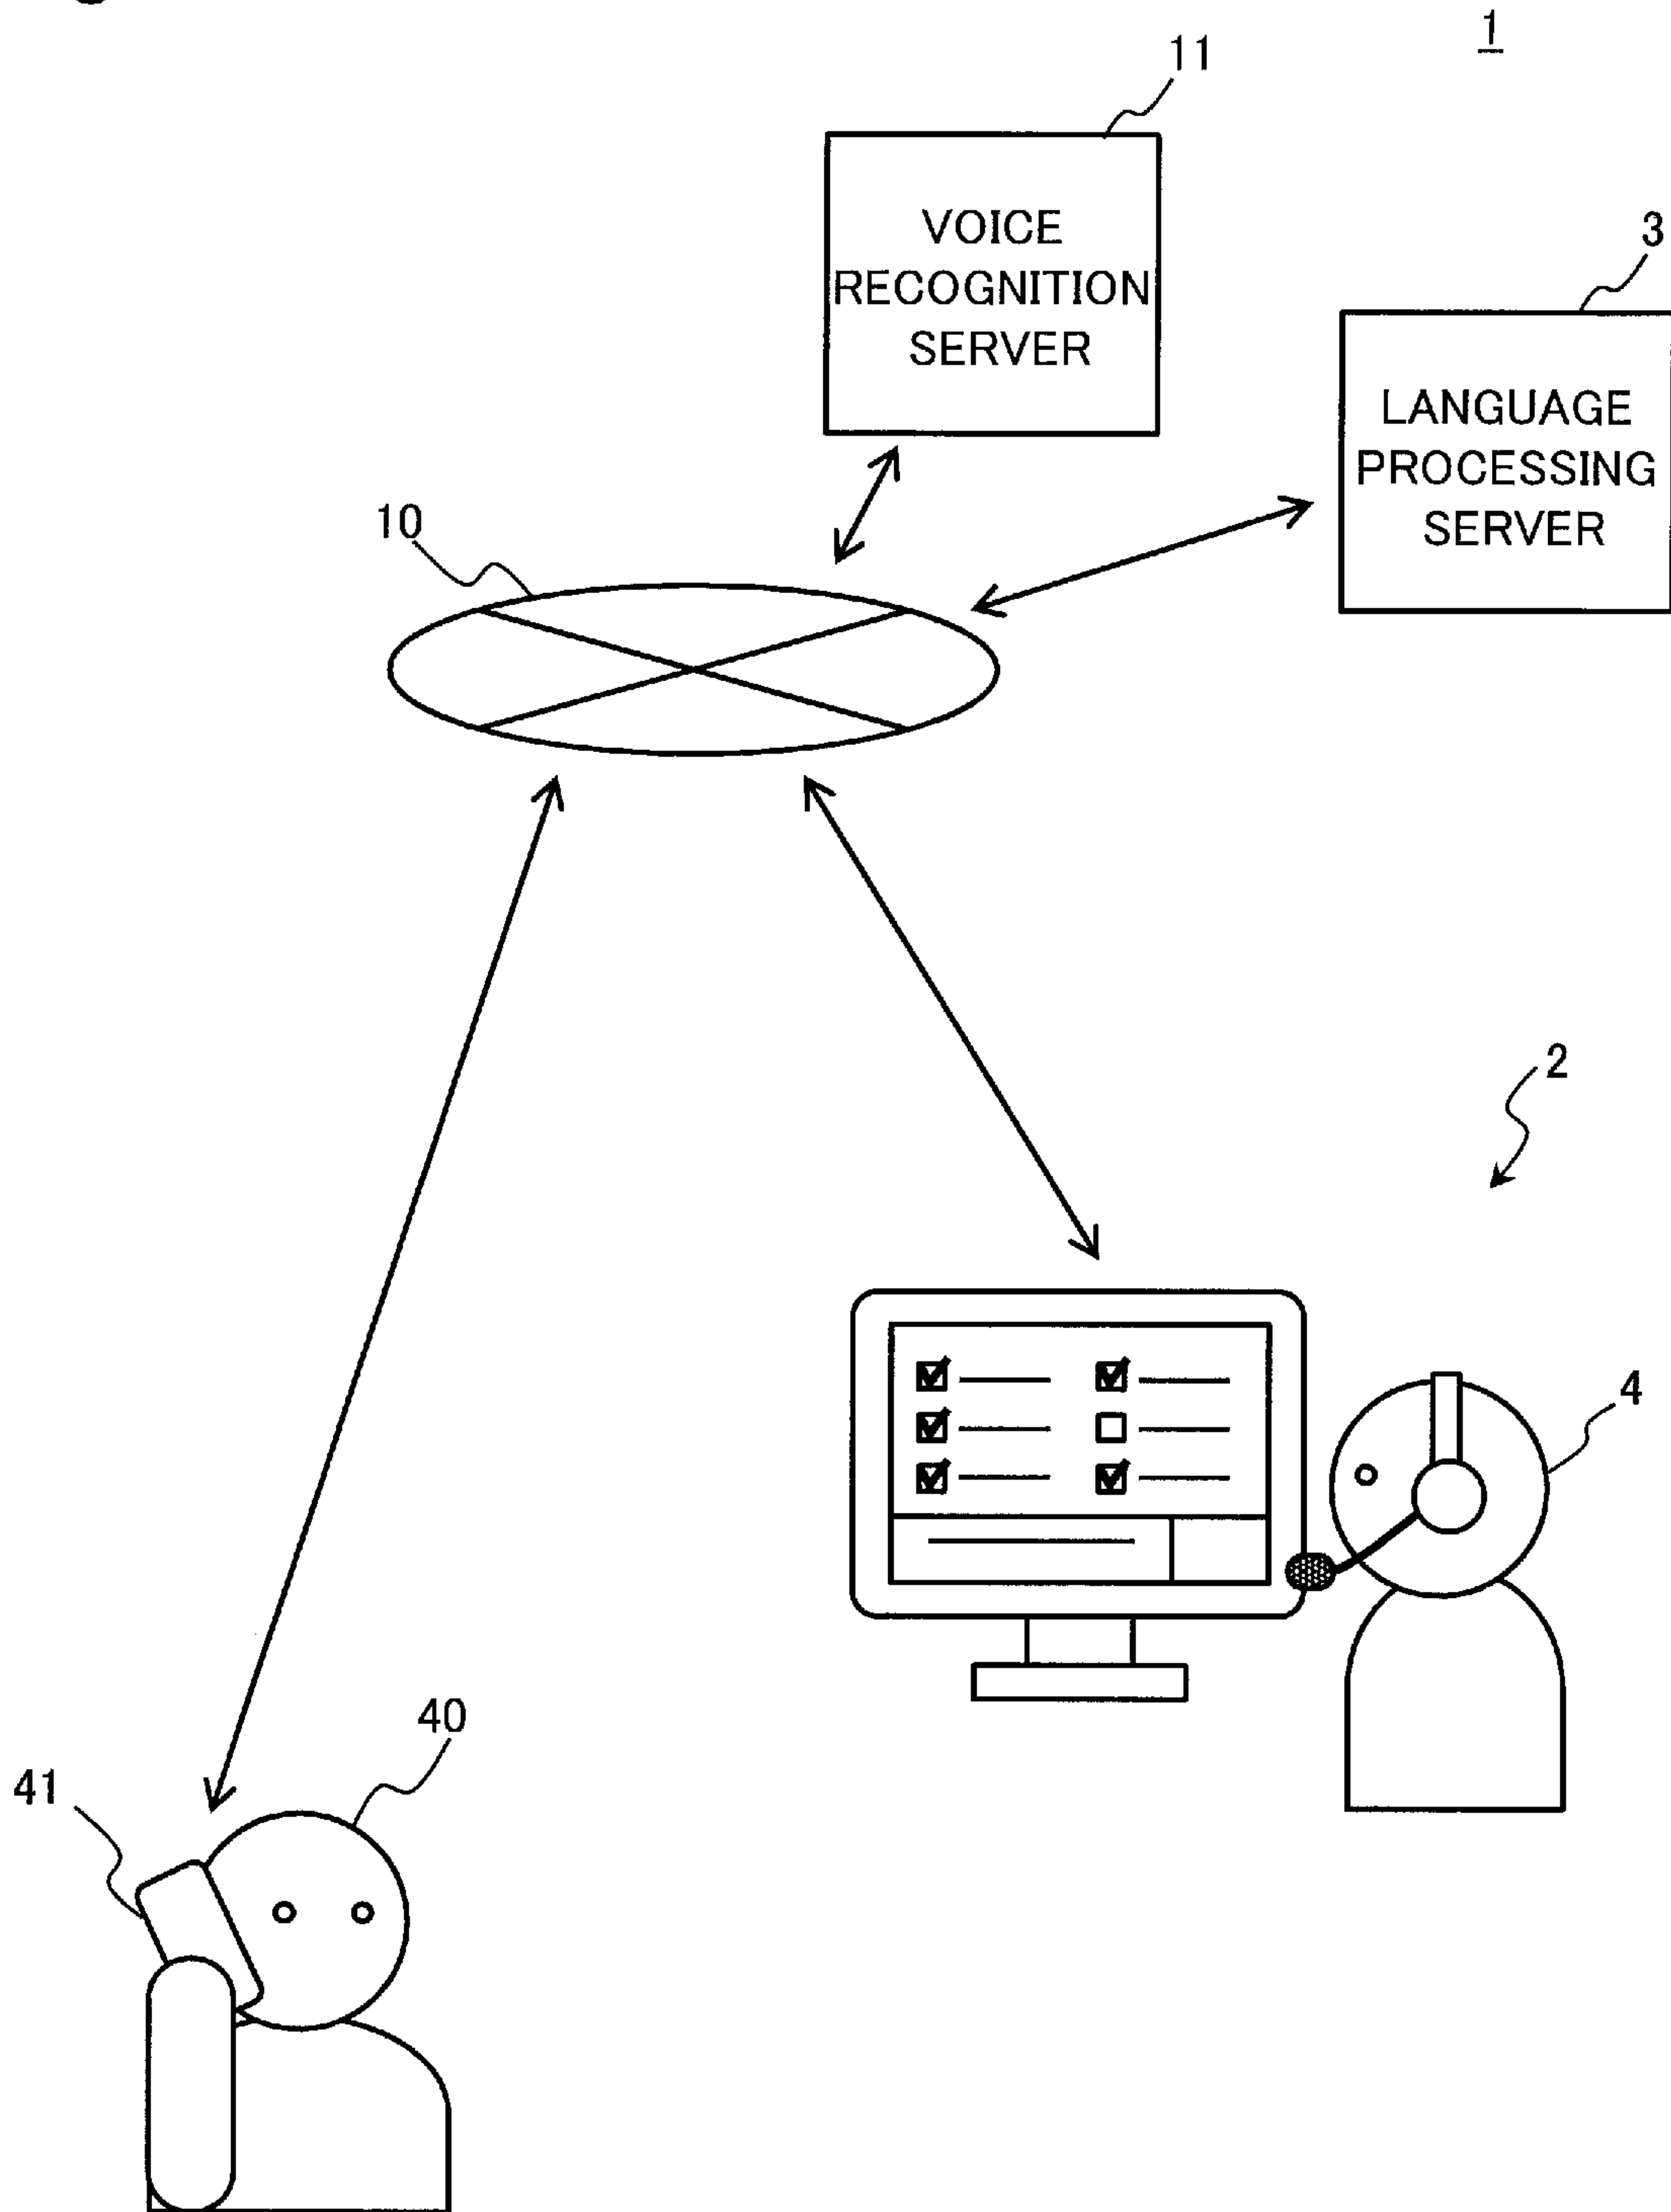 1
11
VOICE
RECOGNITION
SERVER
3
LANGUAGE
PROCESSING
SERVER
10
2
4
40
41